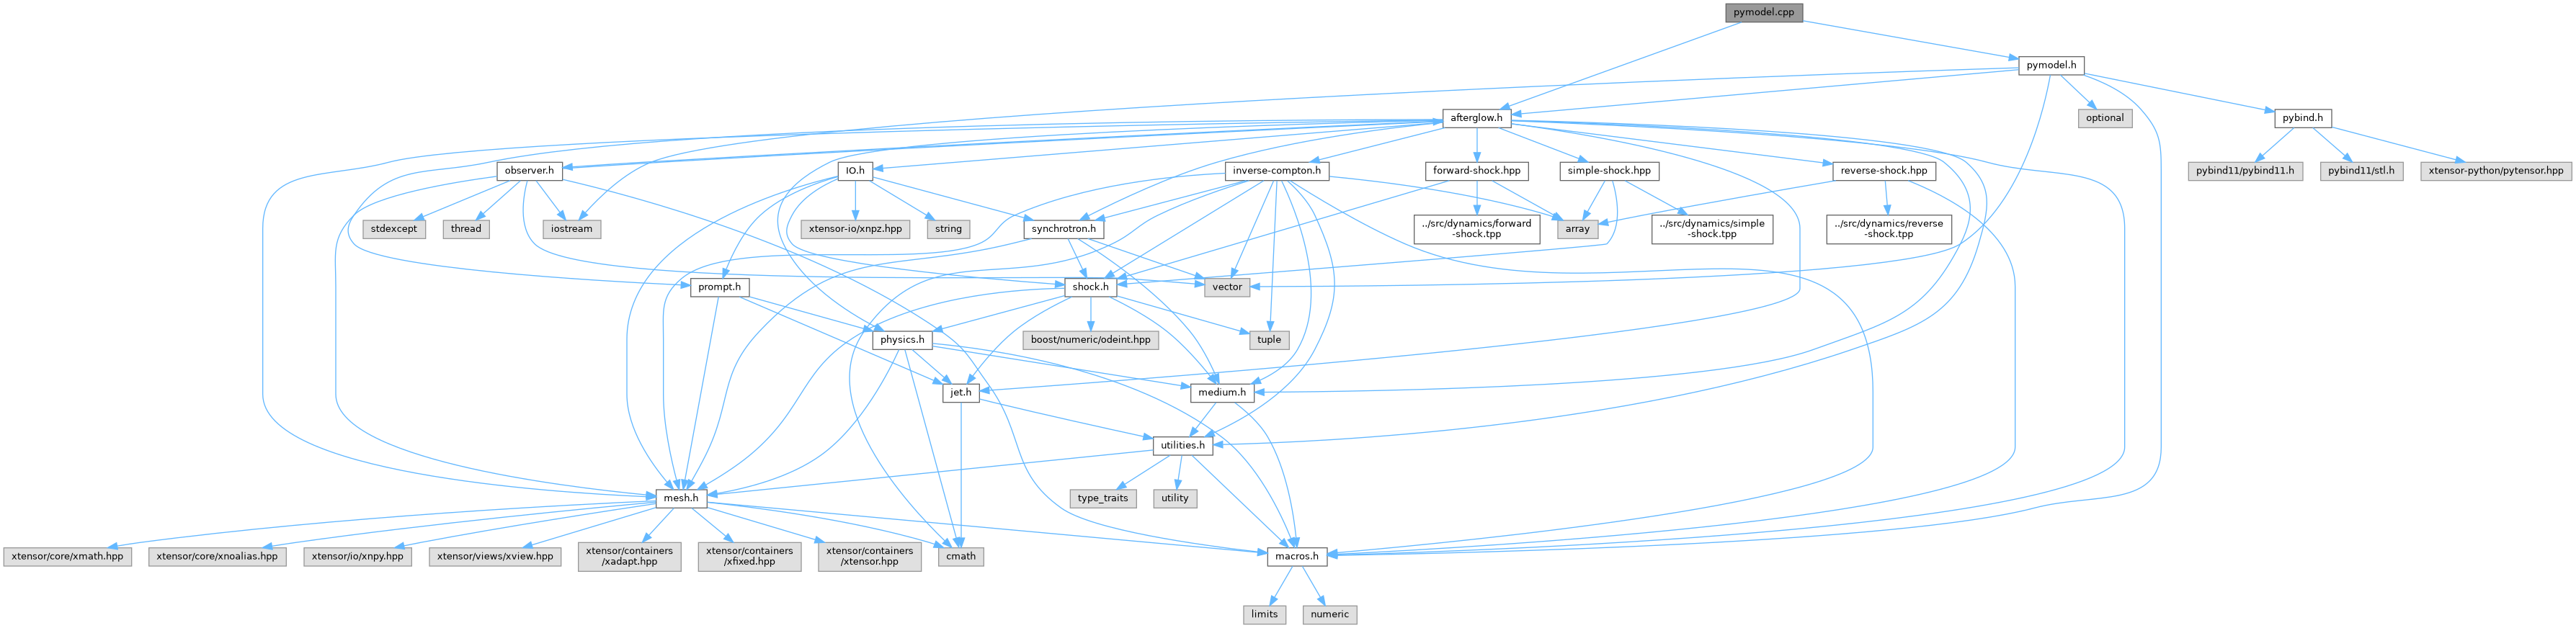 pymodel.cpp
pymodel.h
afterglow.h
optional
pybind.h
observer.h
IO.h
inverse-compton.h
forward-shock.hpp
simple-shock.hpp
reverse-shock.hpp
pybind11/pybind11.h
pybind11/stl.h
xtensor-python/pytensor.hpp
stdexcept
thread
iostream
xtensor-io/xnpz.hpp
string
synchrotron.h
../src/dynamics/forward
-shock.tpp
array
../src/dynamics/simple
-shock.tpp
../src/dynamics/reverse
-shock.tpp
prompt.h
shock.h
vector
physics.h
boost/numeric/odeint.hpp
tuple
jet.h
medium.h
utilities.h
mesh.h
type_traits
utility
xtensor/core/xmath.hpp
xtensor/core/xnoalias.hpp
xtensor/io/xnpy.hpp
xtensor/views/xview.hpp
xtensor/containers
/xadapt.hpp
xtensor/containers
/xfixed.hpp
xtensor/containers
/xtensor.hpp
cmath
macros.h
limits
numeric